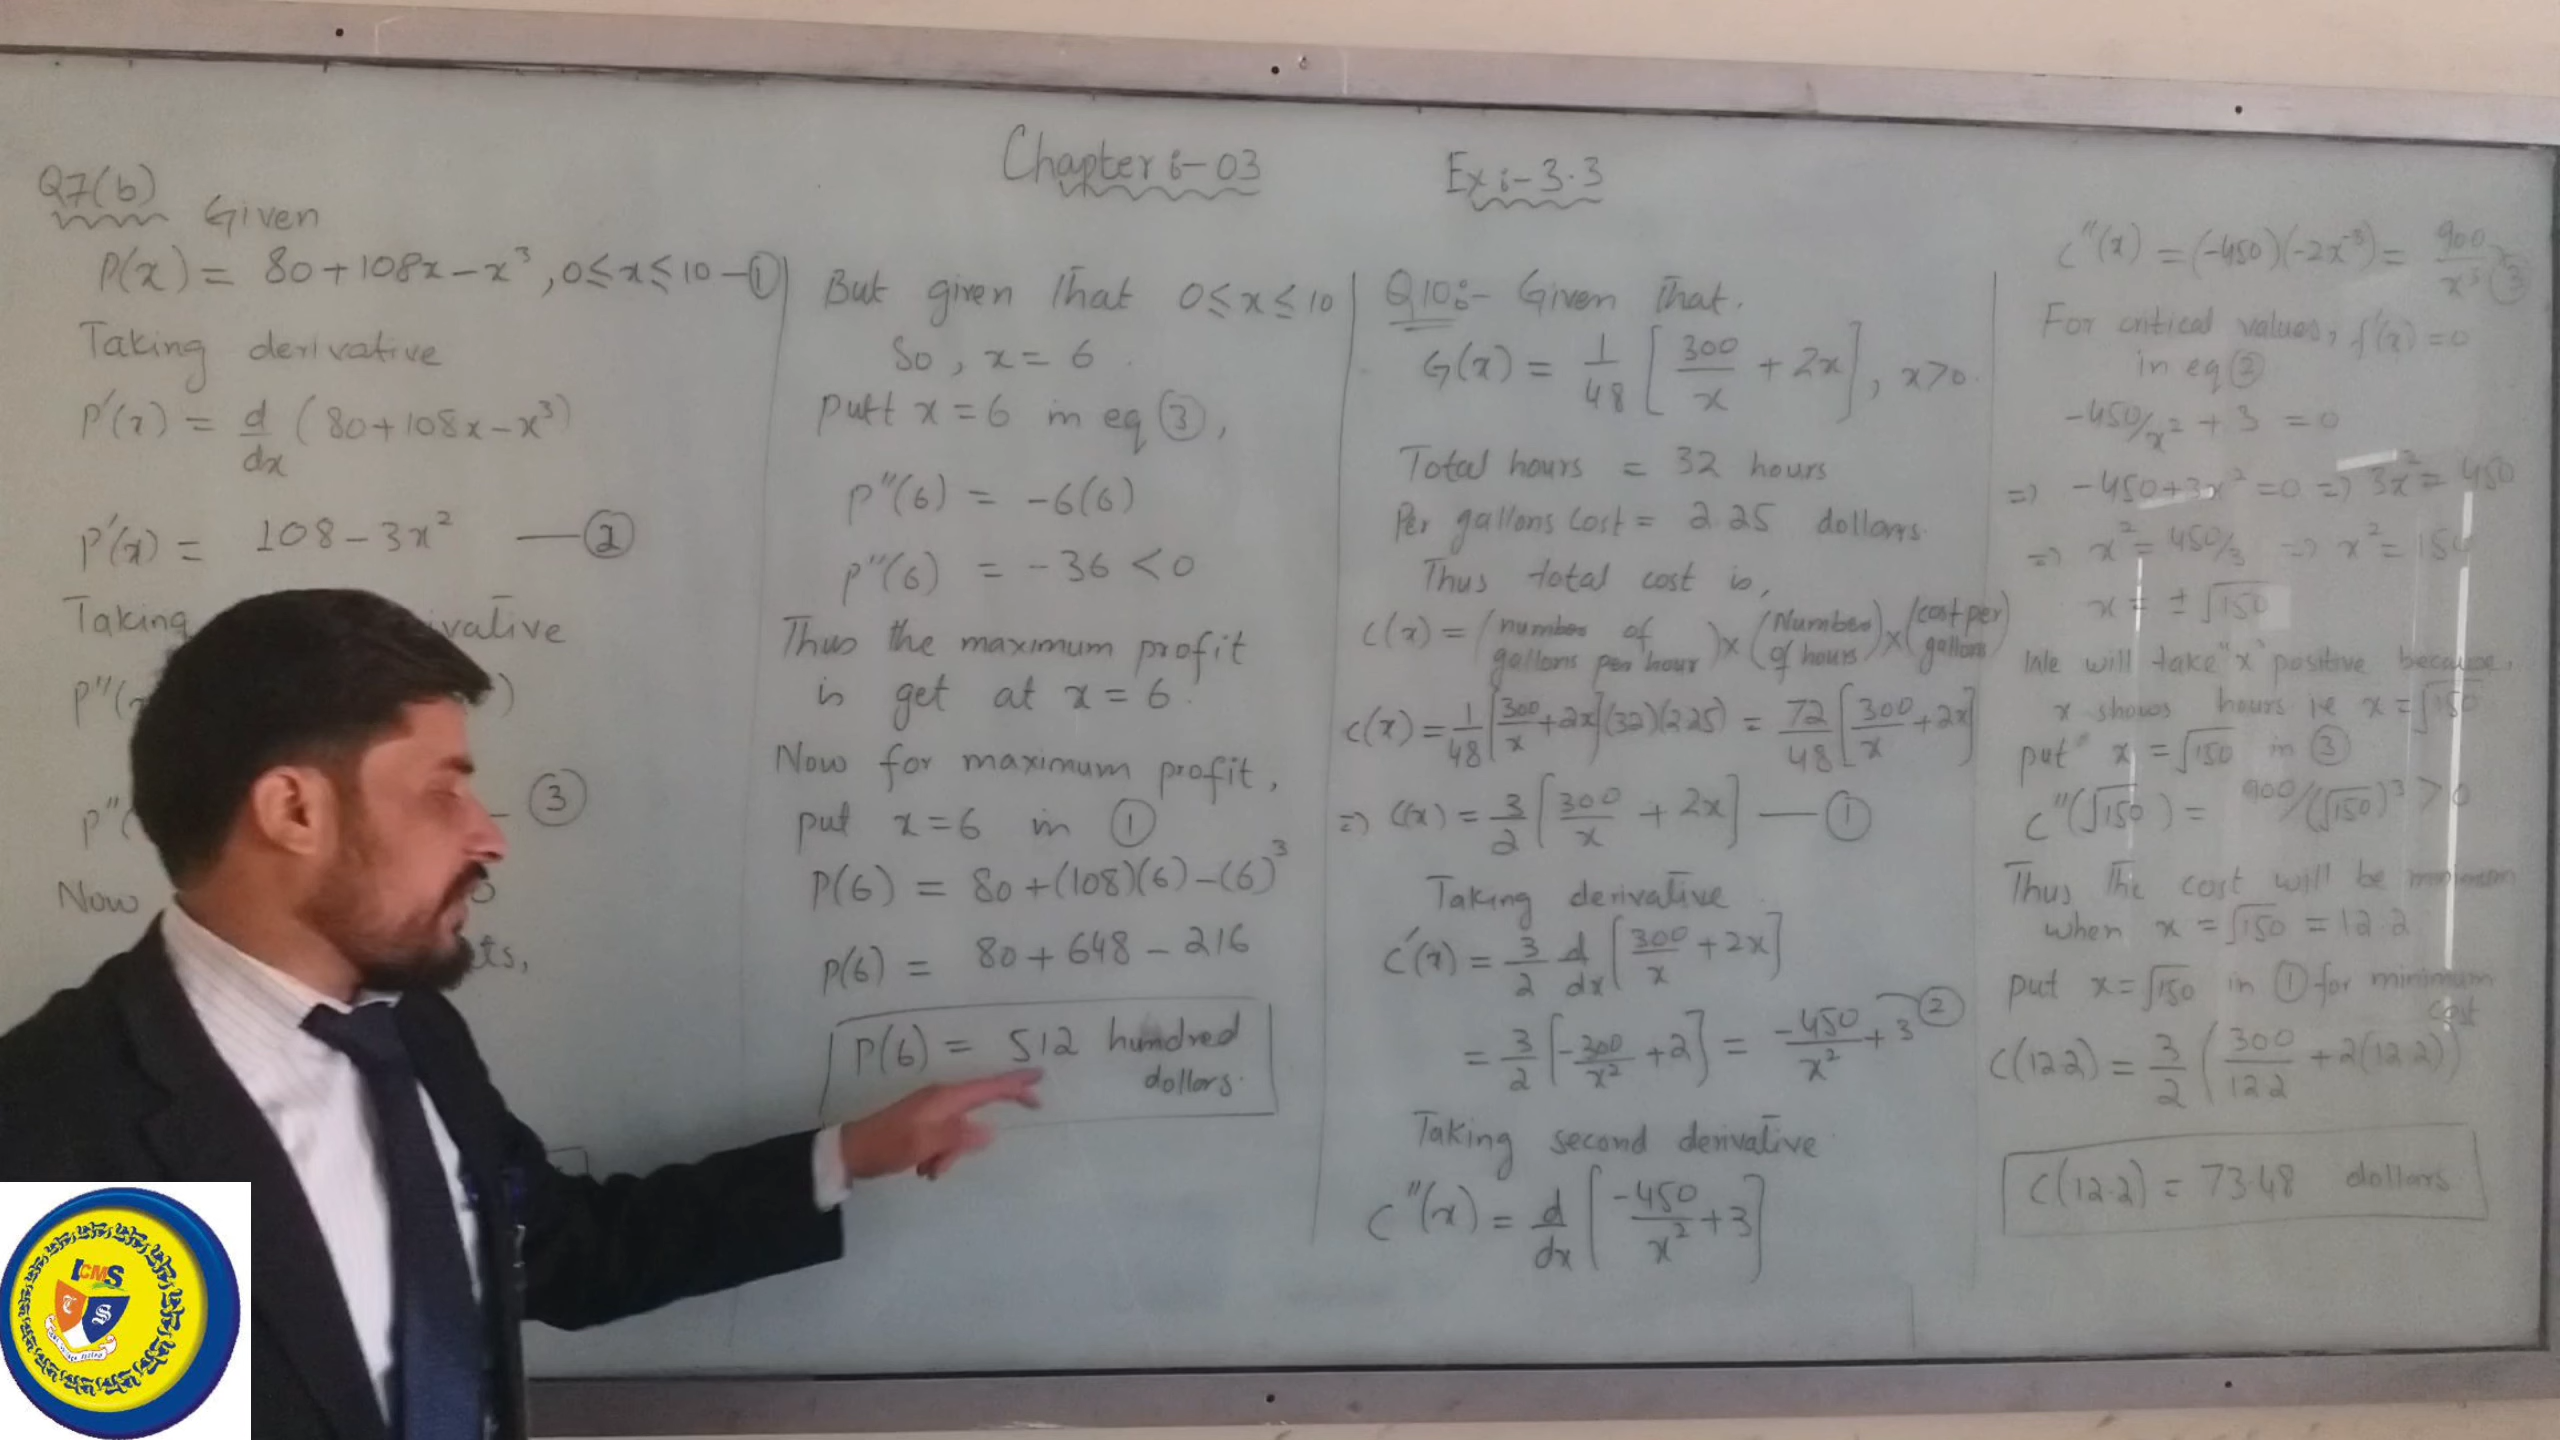 Chapter :- 03
Ex :- 3.3
Q7(b)
Given
P(x) = 80+108x-x³, 0≤x≤10 - ①
Taking derivative
P'(x) = d/dx (80+108x-x³)
P'(x) = 108-3x² — ②
Taking
P''(
③
Now
But given that 0≤x≤10
So, x = 6.
putt x = 6 in eq ③,
P''(6) = -6(6)
P''(6) = -36 < 0
Thus the maximum profit
is get at x = 6.
Now for maximum profit,
put x=6 in ①
P(6) = 80+(108)(6)-(6)³
P(6) = 80+648-216
P(6) = 512 hundred
dollars.
Q10:- Given that.
G(x) = 1/48 [300/x + 2x], x>0.
Total hours = 32 hours
Per gallons cost = 2.25 dollars.
Thus total cost is,
C(x) = (number of gallons per hour) × (Number of hours) × (cost per gallons)
C(x) = 1/48 [300/x + 2x](32)(2.25) = 72/48 [300/x + 2x]
=> C(x) = 3/2 [300/x + 2x] — ①
Taking derivative
C'(x) = 3/2 d/dx [300/x + 2x]
= 3/2 [-300/x² + 2] = -450/x² + 3 — ②
Taking second derivative
C''(x) = d/dx [-450/x² + 3]
C''(x) = (-450)(-2x⁻³) = 900/x³ ③
For critical values, f'(x) = 0
in eq ②
-450/x² + 3 = 0
=> -450+3x² = 0 => 3x² = 450
=> x² = 450/3 => x² = 150
x = ± √150
We will take "x" positive because,
x shows hours i.e x = √150
put x = √150 in ③
C''(√150) = 900/(√150)³ > 0
Thus the cost will be minimum
when x = √150 = 12.2
put x = √150 in ① for minimum
cost
C(12.2) = 3/2 (300/12.2 + 2(12.2))
C(12.2) = 73.48 dollars
ICMS